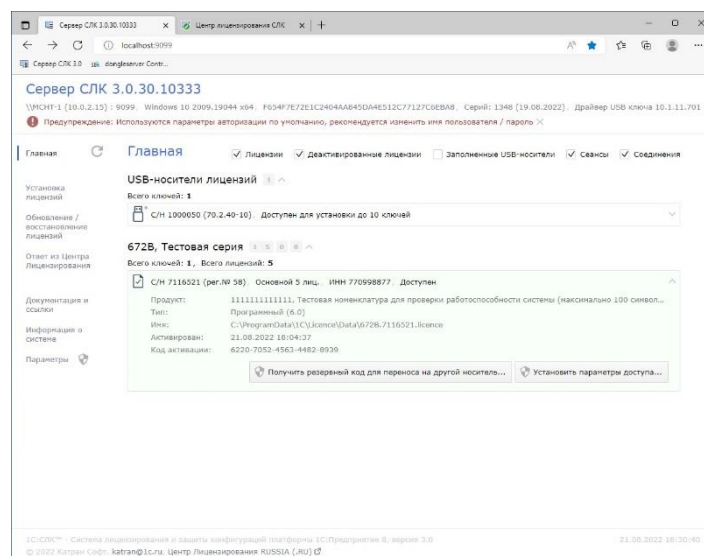 Сервер СЛК 3.0.30.10333
Центр лицензирования СЛК
localhost:9099
Сервер СЛК 3.0
dongleserver Contr...
Сервер СЛК 3.0.30.10333
\\MCHT-1 (10.0.2.15) : 9099, Windows 10 2009.19044 x64, F654F7E72E1C2404AA845DA4E512C77127C6EBA8, Серий: 1348 [19.08.2022], Драйвер USB ключа 10.1.11.701
Предупреждение: Используются параметры авторизации по умолчанию, рекомендуется изменить имя пользователя / пароль
Главная
Установка лицензий
Обновление / восстановление лицензий
Ответ из Центра Лицензирования
Документация и ссылки
Информация о системе
Параметры
Главная
Лицензии
Деактивированные лицензии
Заполненные USB-носители
Сеансы
Соединения
USB-носители лицензий 1
Всего ключей: 1
С/Н 1000050 (70.2.40-10), Доступен для установки до 10 ключей
672B, Тестовая серия 1 5 0 0
Всего ключей: 1, Всего лицензий: 5
С/Н 7116521 (рег.№ 58), Основной 5 лиц., ИНН 770998877, Доступен
Продукт: 1111111111111, Тестовая номенклатура для проверки работоспособности системы (максимально 100 символ...
Тип: Программный (6.0)
Имя: C:\ProgramData\1C\Licence\Data\672B.7116521.licence
Активирован: 21.08.2022 18:04:37
Код активации: 6220-7052-4563-4482-8939
Получить резервный код для переноса на другой носитель...
Установить параметры доступа...
1С:СЛК™ - Система лицензирования и защиты конфигураций платформы 1С:Предприятие 8, версия 3.0
21.08.2022 18:30:40
© 2022 Катран Софт, katran@1c.ru, Центр Лицензирования RUSSIA (.RU)